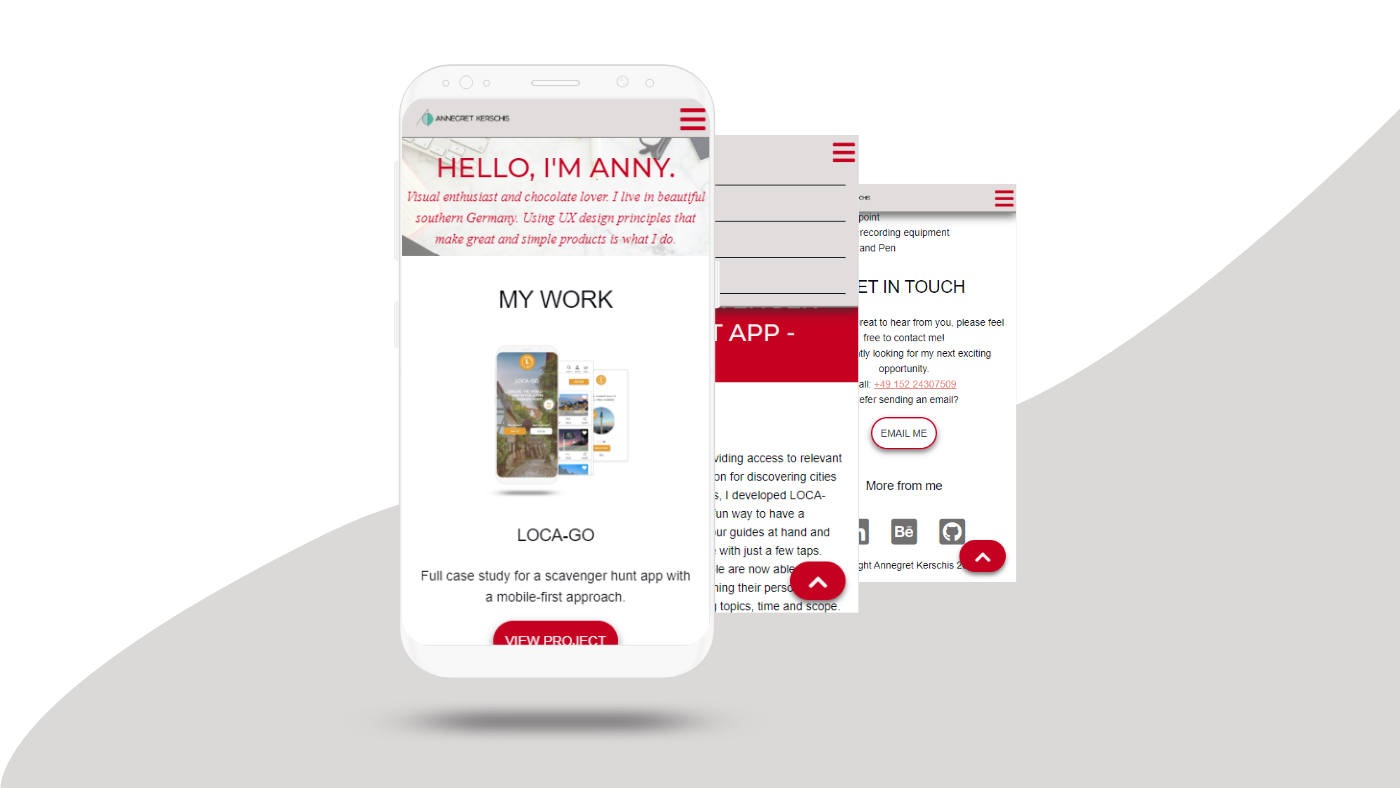 ANNEGRET KERSCHIS
HELLO, I'M ANNY.
Visual enthusiast and chocolate lover. I live in beautiful
southern Germany. Using UX design principles that
make great and simple products is what I do.
MY WORK
LOCA-GO
LOCA-GO
Full case study for a scavenger hunt app with
a mobile-first approach.
VIEW PROJECT
T APP -
viding access to relevant
on for discovering cities
s, I developed LOCA-
fun way to have a
our guides at hand and
with just a few taps.
le are now able
ning their perso
g topics, time and scope.
CHIS
point
recording equipment
and Pen
ET IN TOUCH
reat to hear from you, please feel
free to contact me!
ntly looking for my next exciting
opportunity.
all: +49 152 24307509
efer sending an email?
EMAIL ME
More from me
in Bē
ght Annegret Kerschis 2